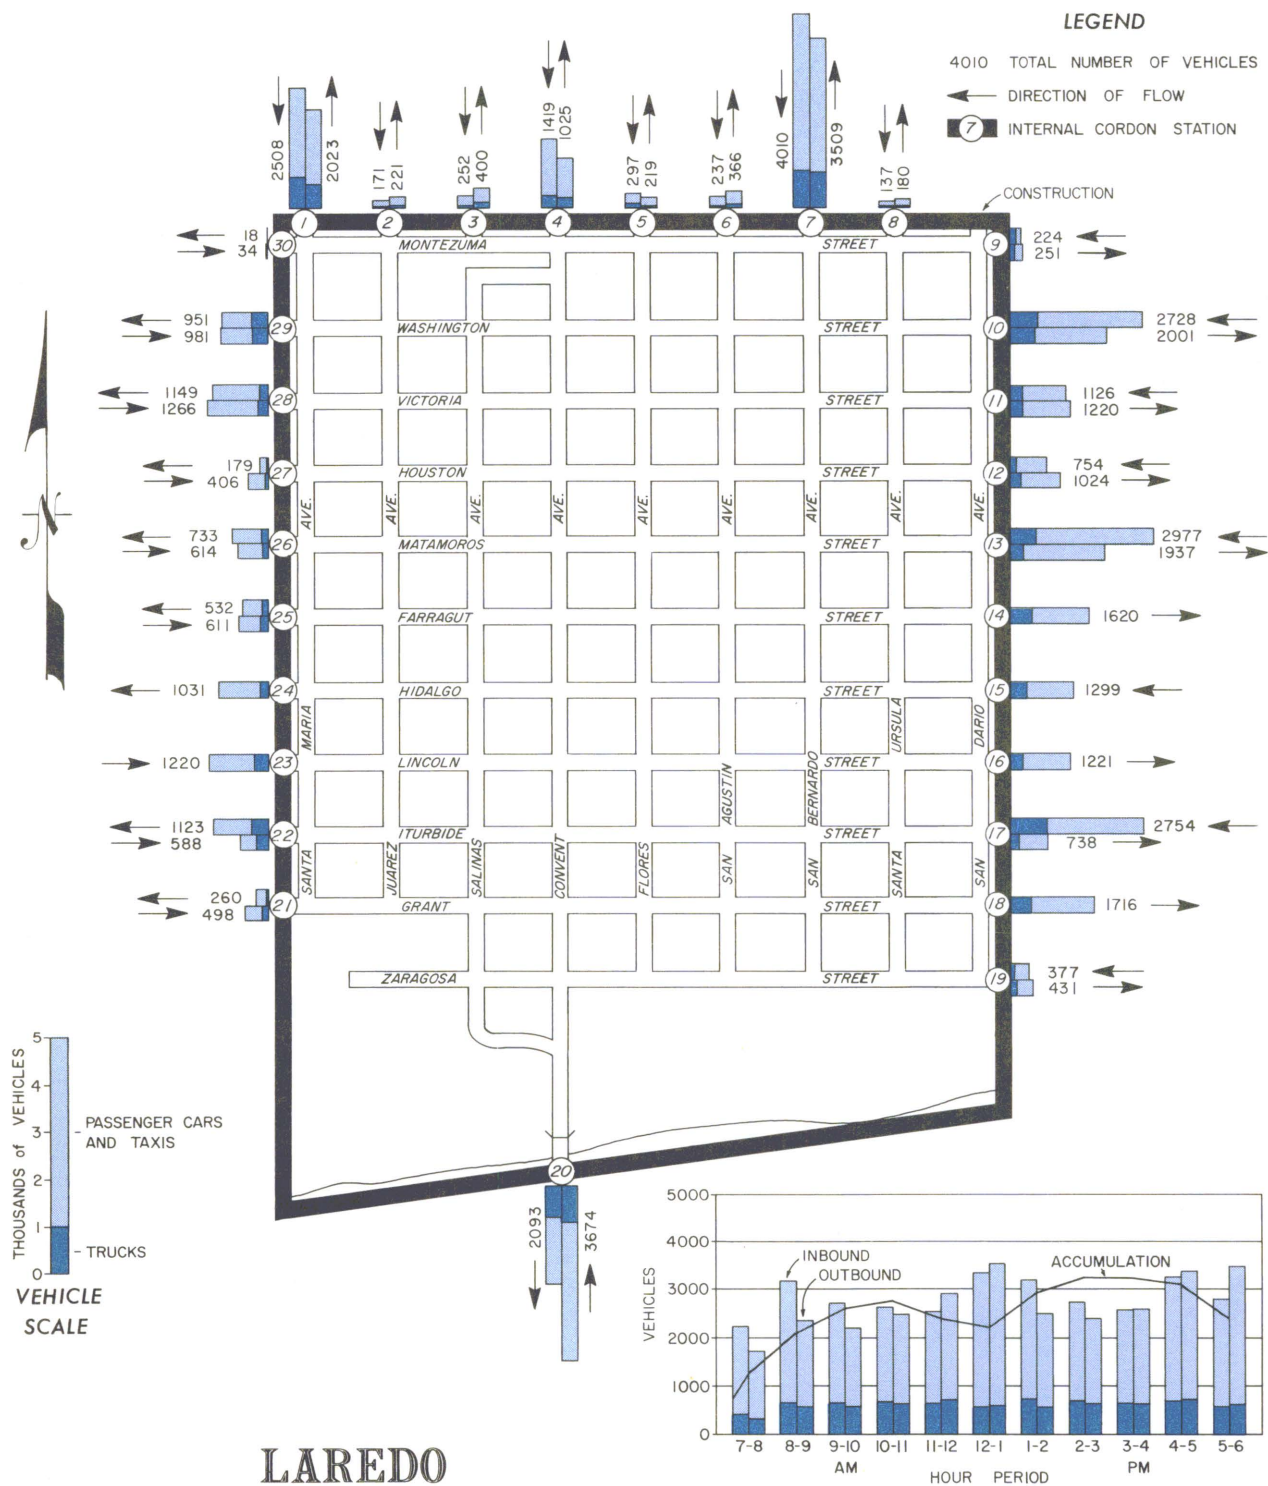 LEGEND
4010 TOTAL NUMBER OF VEHICLES
DIRECTION OF FLOW
7 INTERNAL CORDON STATION
CONSTRUCTION
2508
2023
171
221
252
400
1419
1025
297
219
237
366
4010
3509
137
180
1
2
3
4
5
6
7
8
18
34
30
MONTEZUMA STREET
9
224
251
951
981
29
WASHINGTON STREET
10
2728
2001
1149
1266
28
VICTORIA STREET
11
1126
1220
179
406
27
HOUSTON STREET
12
754
1024
AVE. AVE. AVE. AVE. AVE. AVE. AVE. AVE. AVE.
733
614
26
MATAMOROS STREET
13
2977
1937
532
611
25
FARRAGUT STREET
14
1620
1031
24
HIDALGO STREET
15
1299
1220
23
LINCOLN STREET
16
1221
1123
588
22
ITURBIDE STREET
17
2754
738
SANTA MARIA
JUAREZ
SALINAS
CONVENT
FLORES
SAN AGUSTIN
SAN BERNARDO
SANTA URSULA
SAN DARIO
260
498
21
GRANT STREET
18
1716
ZARAGOSA STREET
19
377
431
20
2093
3674
N
THOUSANDS of VEHICLES
5
4
3
2
1
0
PASSENGER CARS
AND TAXIS
TRUCKS
VEHICLE
SCALE
VEHICLES
5000
4000
3000
2000
1000
0
INBOUND
OUTBOUND
ACCUMULATION
7-8 8-9 9-10 10-11 11-12 12-1 1-2 2-3 3-4 4-5 5-6
AM PM
HOUR PERIOD
LAREDO